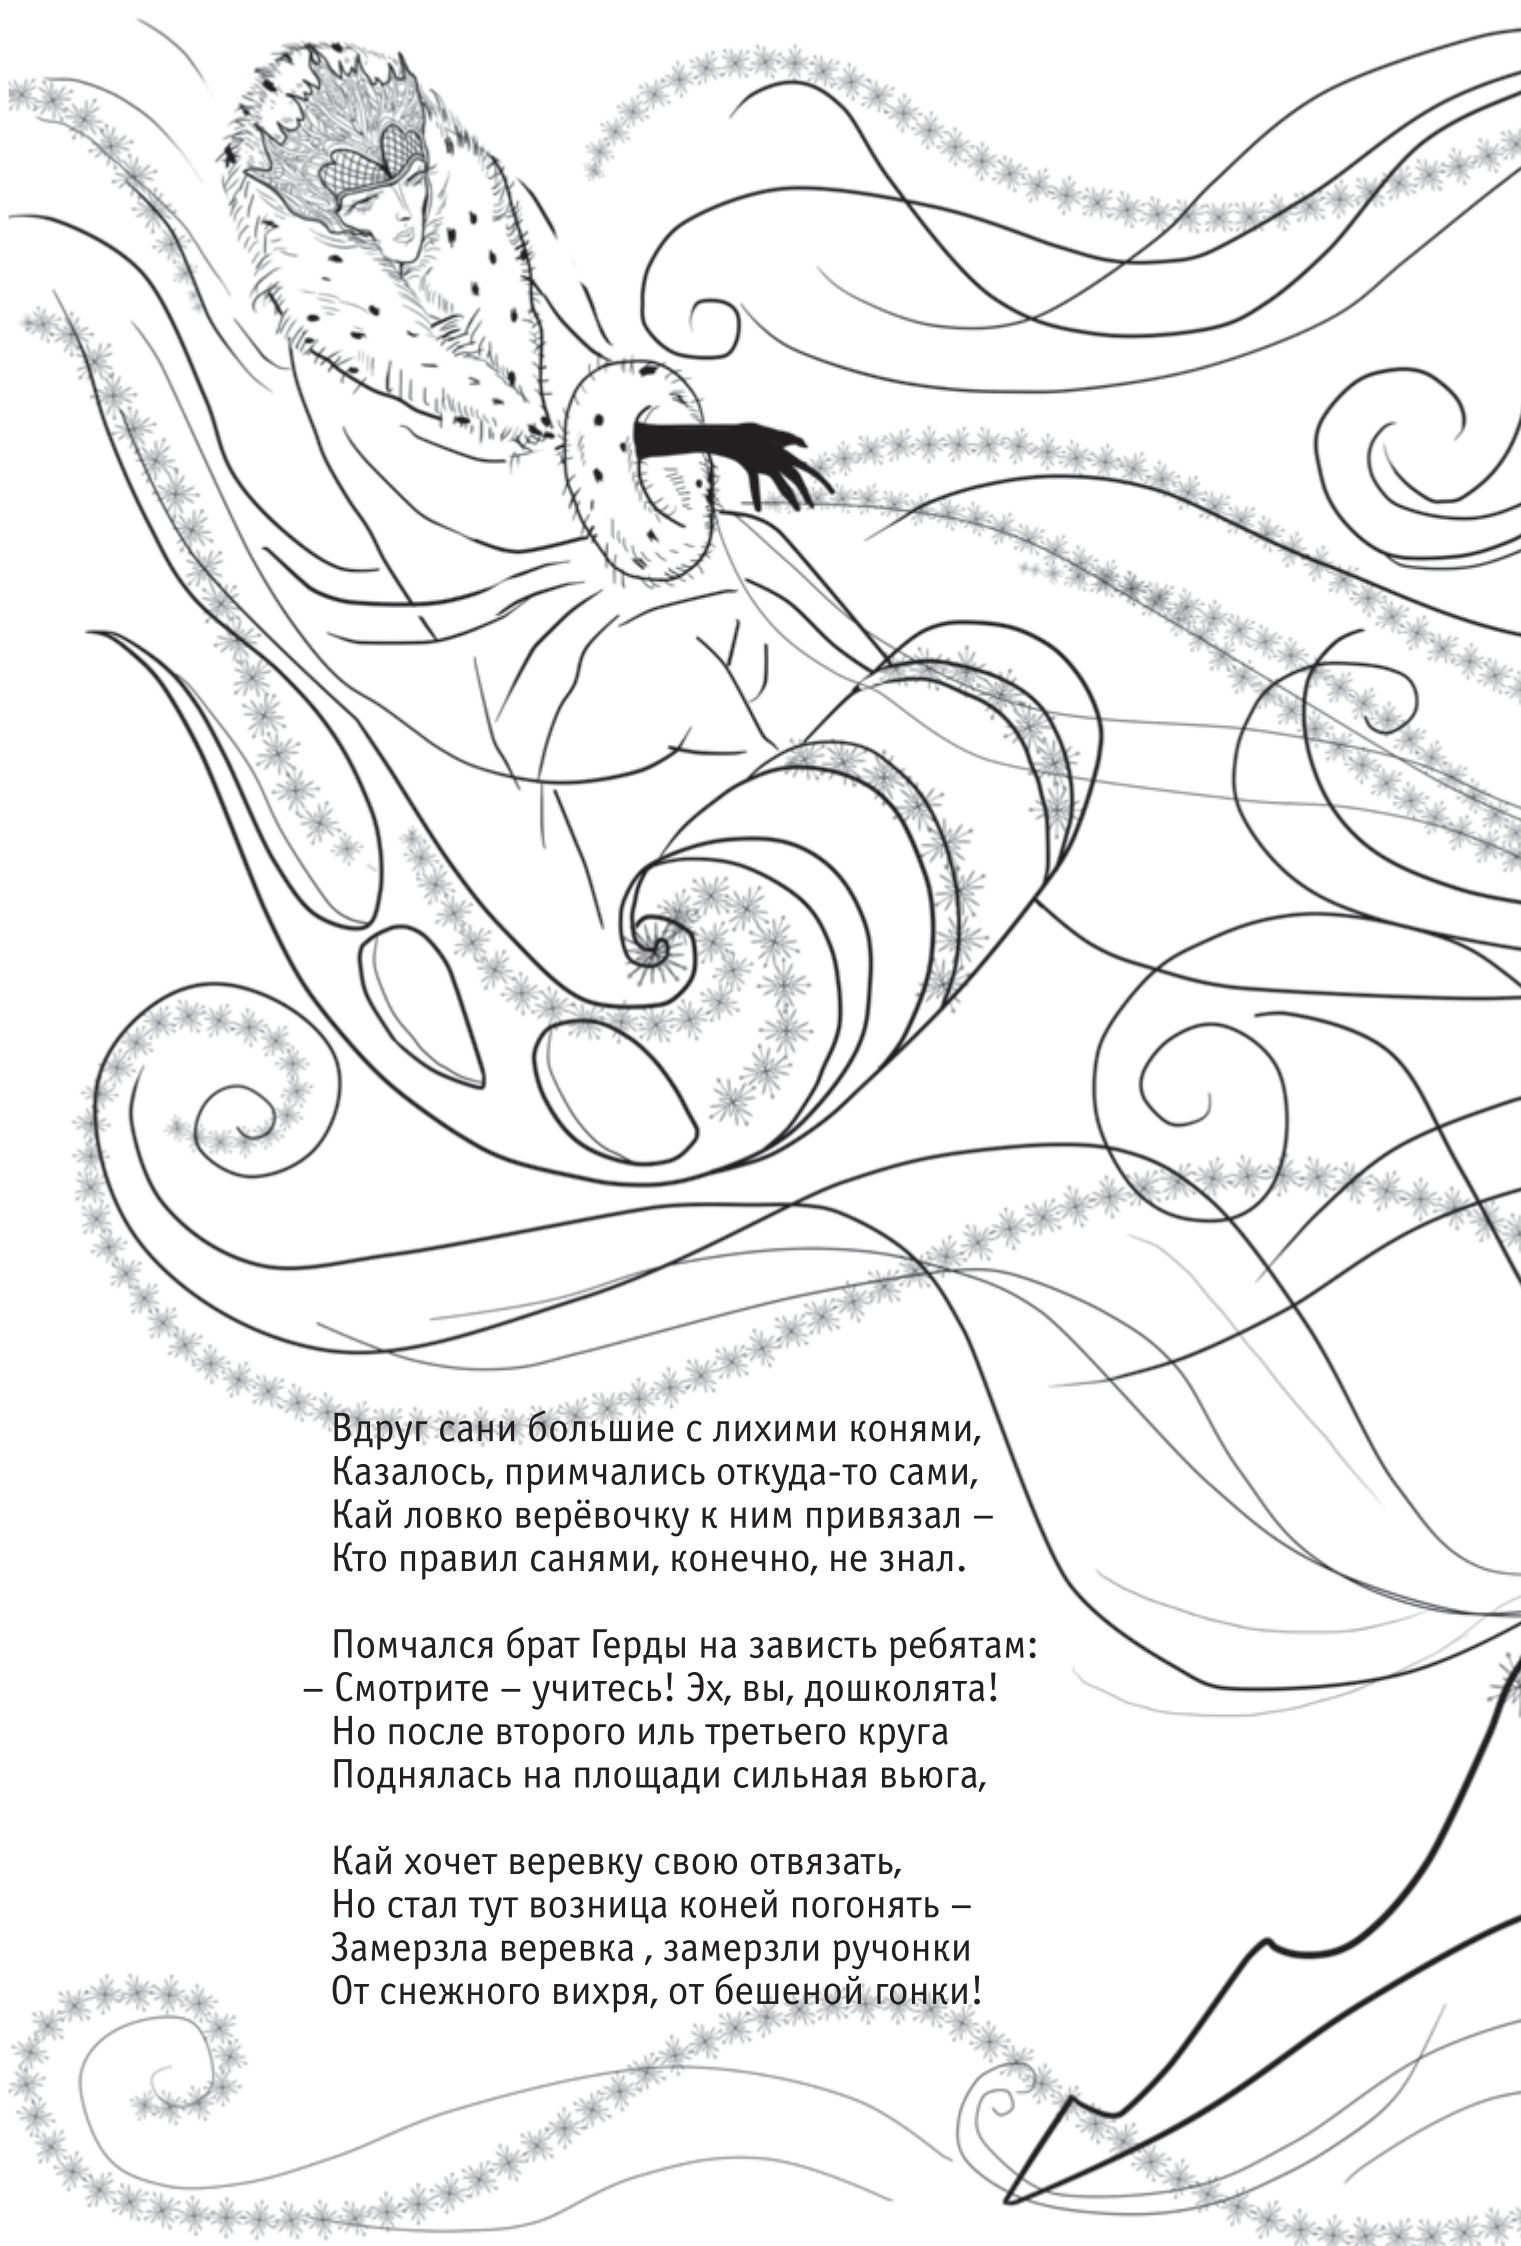 Вдруг сани большие с лихими конями,
Казалось, примчались откуда-то сами,
Кай ловко верёвочку к ним привязал –
Кто правил санями, конечно, не знал.
Помчался брат Герды на зависть ребятам:
– Смотрите – учитесь! Эх, вы, дошколята!
Но после второго иль третьего круга
Поднялась на площади сильная вьюга,
Кай хочет веревку свою отвязать,
Но стал тут возница коней погонять –
Замерзла веревка , замерзли ручонки
От снежного вихря, от бешеной гонки!